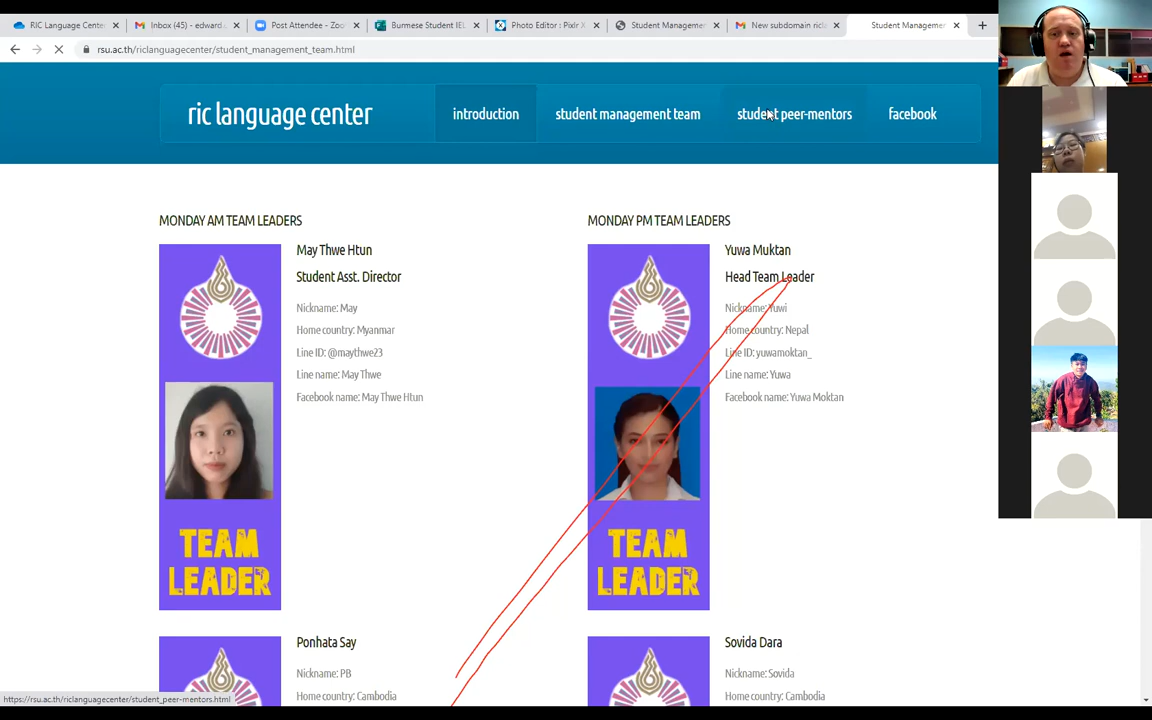 RIC Language Cente
Inbox (45) - edward
Post Attendee - Zoo
Burmese Student IEL
Photo Editor : Pixlr X
Student Manageme
New subdomain ricla
Student Manageme
rsu.ac.th/riclanguagecenter/student_management_team.html
ric language center
introduction
student management team
student peer-mentors
facebook
MONDAY AM TEAM LEADERS
May Thwe Htun
Student Asst. Director
Nickname: May
Home country: Myanmar
Line ID: @maythwe23
Line name: May Thwe
Facebook name: May Thwe Htun
TEAM
LEADER
Ponhata Say
Nickname: PB
Home country: Cambodia
MONDAY PM TEAM LEADERS
Yuwa Muktan
Head Team Leader
Nickname: Yuwi
Home country: Nepal
Line ID: yuwamoktan_
Line name: Yuwa
Facebook name: Yuwa Moktan
TEAM
LEADER
Sovida Dara
Nickname: Sovida
Home country: Cambodia
https://rsu.ac.th/riclanguagecenter/student_peer-mentors.html